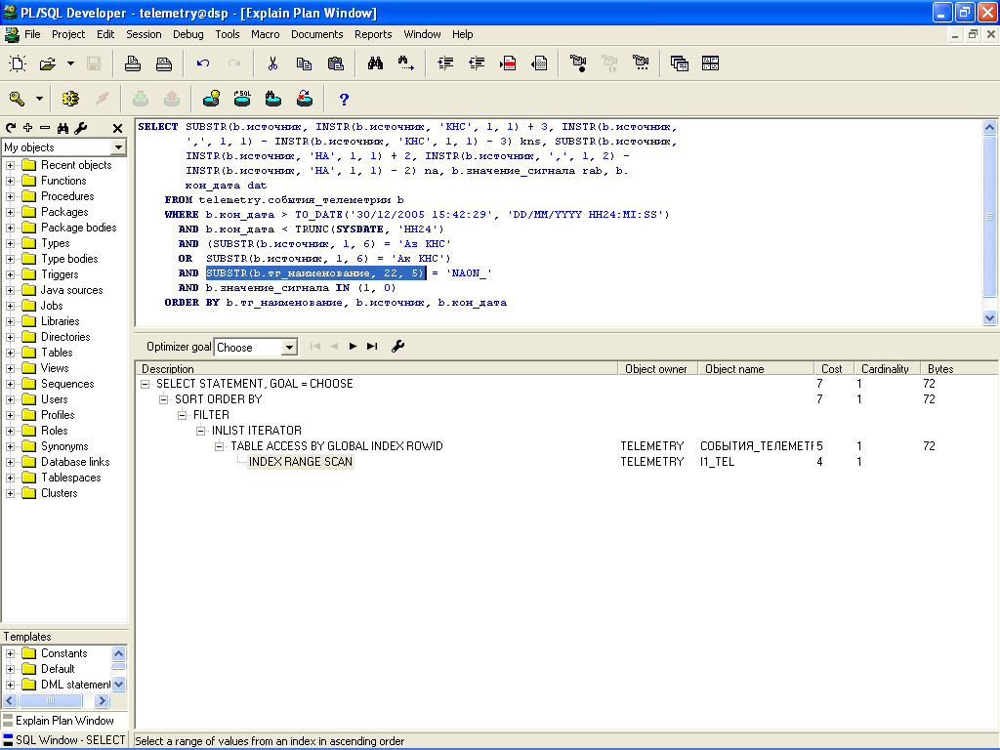 PL/SQL Developer - telemetry@dsp - [Explain Plan Window]
File Project Edit Session Debug Tools Macro Documents Reports Window Help
SQL
?
My objects
Recent objects
Functions
Procedures
Packages
Package bodies
Types
Type bodies
Triggers
Java sources
Jobs
Libraries
Directories
Tables
Views
Sequences
Users
Profiles
Roles
Synonyms
Database links
Tablespaces
Clusters
Templates
Constants
Default
DML statement
Explain Plan Window
SQL Window - SELECT
SELECT SUBSTR(b.источник, INSTR(b.источник, 'КНС', 1, 1) + 3, INSTR(b.источник,
',', 1, 1) - INSTR(b.источник, 'КНС', 1, 1) - 3) kns, SUBSTR(b.источник,
INSTR(b.источник, 'НА', 1, 1) + 2, INSTR(b.источник, ',', 1, 2) -
INSTR(b.источник, 'НА', 1, 1) - 2) na, b.значение_сигнала rab, b.
кон_дата dat
FROM telemetry.события_телеметрии b
WHERE b.кон_дата > TO_DATE('30/12/2005 15:42:29', 'DD/MM/YYYY HH24:MI:SS')
AND b.кон_дата < TRUNC(SYSDATE, 'HH24')
AND (SUBSTR(b.источник, 1, 6) = 'Аз КНС'
OR SUBSTR(b.источник, 1, 6) = 'Ак КНС')
AND SUBSTR(b.тг_наименование, 22, 5) = 'NAON_'
AND b.значение_сигнала IN (1, 0)
ORDER BY b.тг_наименование, b.источник, b.кон_дата
Optimizer goal Choose
Description Object owner Object name Cost Cardinality Bytes
SELECT STATEMENT, GOAL = CHOOSE 7 1 72
SORT ORDER BY 7 1 72
FILTER
INLIST ITERATOR
TABLE ACCESS BY GLOBAL INDEX ROWID TELEMETRY СОБЫТИЯ_ТЕЛЕМЕТР 5 1 72
INDEX RANGE SCAN TELEMETRY I1_TEL 4 1
Select a range of values from an index in ascending order